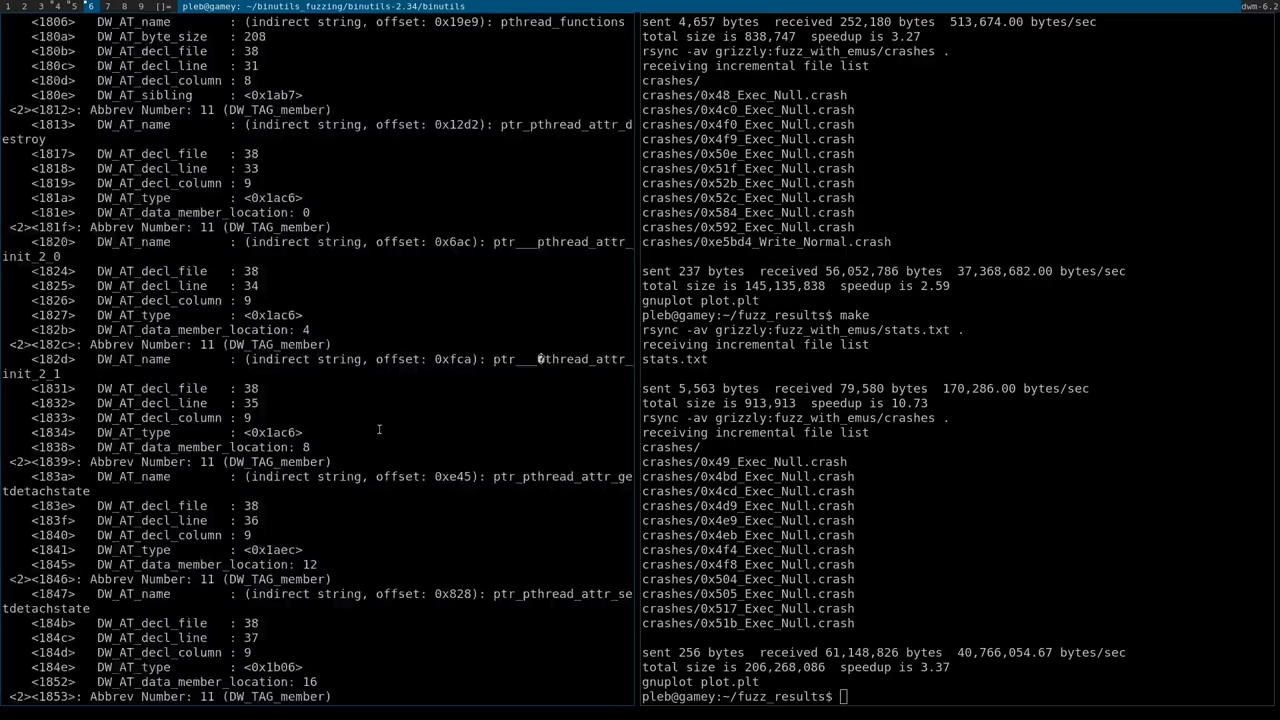 1 2 3 4 5 6 7 8 9 []= pleb@gamey: ~/binutils_fuzzing/binutils-2.34/binutils dwm-6.2
<1806> DW_AT_name : (indirect string, offset: 0x19e9): pthread_functions
<180a> DW_AT_byte_size : 208
<180b> DW_AT_decl_file : 38
<180c> DW_AT_decl_line : 31
<180d> DW_AT_decl_column : 8
<180e> DW_AT_sibling : <0x1ab7>
<2><1812>: Abbrev Number: 11 (DW_TAG_member)
<1813> DW_AT_name : (indirect string, offset: 0x12d2): ptr_pthread_attr_d
estroy
<1817> DW_AT_decl_file : 38
<1818> DW_AT_decl_line : 33
<1819> DW_AT_decl_column : 9
<181a> DW_AT_type : <0x1ac6>
<181e> DW_AT_data_member_location: 0
<2><181f>: Abbrev Number: 11 (DW_TAG_member)
<1820> DW_AT_name : (indirect string, offset: 0x6ac): ptr___pthread_attr_
init_2_0
<1824> DW_AT_decl_file : 38
<1825> DW_AT_decl_line : 34
<1826> DW_AT_decl_column : 9
<1827> DW_AT_type : <0x1ac6>
<182b> DW_AT_data_member_location: 4
<2><182c>: Abbrev Number: 11 (DW_TAG_member)
<182d> DW_AT_name : (indirect string, offset: 0xfca): ptr___�thread_attr_
init_2_1
<1831> DW_AT_decl_file : 38
<1832> DW_AT_decl_line : 35
<1833> DW_AT_decl_column : 9
<1834> DW_AT_type : <0x1ac6>
<1838> DW_AT_data_member_location: 8
<2><1839>: Abbrev Number: 11 (DW_TAG_member)
<183a> DW_AT_name : (indirect string, offset: 0xe45): ptr_pthread_attr_ge
tdetachstate
<183e> DW_AT_decl_file : 38
<183f> DW_AT_decl_line : 36
<1840> DW_AT_decl_column : 9
<1841> DW_AT_type : <0x1aec>
<1845> DW_AT_data_member_location: 12
<2><1846>: Abbrev Number: 11 (DW_TAG_member)
<1847> DW_AT_name : (indirect string, offset: 0x828): ptr_pthread_attr_se
tdetachstate
<184b> DW_AT_decl_file : 38
<184c> DW_AT_decl_line : 37
<184d> DW_AT_decl_column : 9
<184e> DW_AT_type : <0x1b06>
<1852> DW_AT_data_member_location: 16
<2><1853>: Abbrev Number: 11 (DW_TAG_member)
sent 4,657 bytes received 252,180 bytes 513,674.00 bytes/sec
total size is 838,747 speedup is 3.27
rsync -av grizzly:fuzz_with_emus/crashes .
receiving incremental file list
crashes/
crashes/0x48_Exec_Null.crash
crashes/0x4c0_Exec_Null.crash
crashes/0x4f0_Exec_Null.crash
crashes/0x4f9_Exec_Null.crash
crashes/0x50e_Exec_Null.crash
crashes/0x51f_Exec_Null.crash
crashes/0x52b_Exec_Null.crash
crashes/0x52c_Exec_Null.crash
crashes/0x584_Exec_Null.crash
crashes/0x592_Exec_Null.crash
crashes/0xe5bd4_Write_Normal.crash
sent 237 bytes received 56,052,786 bytes 37,368,682.00 bytes/sec
total size is 145,135,838 speedup is 2.59
gnuplot plot.plt
pleb@gamey:~/fuzz_results$ make
rsync -av grizzly:fuzz_with_emus/stats.txt .
receiving incremental file list
stats.txt
sent 5,563 bytes received 79,580 bytes 170,286.00 bytes/sec
total size is 913,913 speedup is 10.73
rsync -av grizzly:fuzz_with_emus/crashes .
receiving incremental file list
crashes/
crashes/0x49_Exec_Null.crash
crashes/0x4bd_Exec_Null.crash
crashes/0x4cd_Exec_Null.crash
crashes/0x4d9_Exec_Null.crash
crashes/0x4e9_Exec_Null.crash
crashes/0x4eb_Exec_Null.crash
crashes/0x4f4_Exec_Null.crash
crashes/0x4f8_Exec_Null.crash
crashes/0x504_Exec_Null.crash
crashes/0x505_Exec_Null.crash
crashes/0x517_Exec_Null.crash
crashes/0x51b_Exec_Null.crash
sent 256 bytes received 61,148,826 bytes 40,766,054.67 bytes/sec
total size is 206,268,086 speedup is 3.37
gnuplot plot.plt
pleb@gamey:~/fuzz_results$